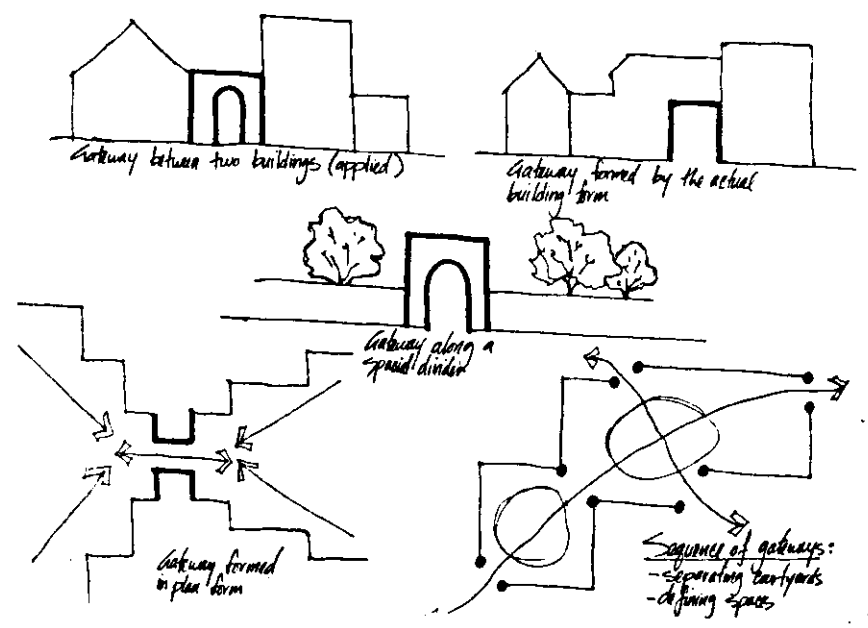 Gateway between two buildings (applied)
Gateway formed by the actual
building form
Gateway along a
spacial divider
Gateway formed
in plan form
Sequence of gateways:
- separating courtyards
- defining spaces